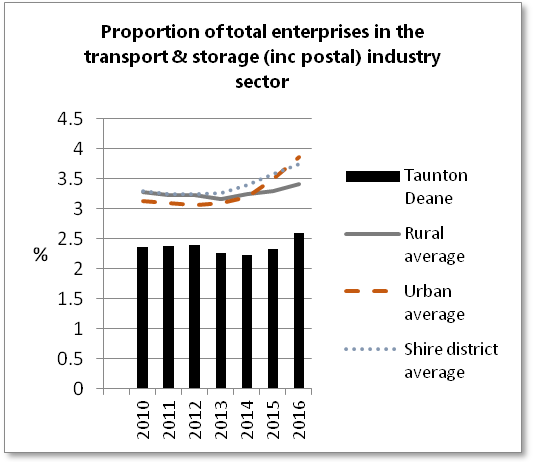 Proportion of total enterprises in the
transport & storage (inc postal) industry
sector
4.5
4
3.5
3
2.5
2
1.5
1
0.5
0
%
2010
2011
2012
2013
2014
2015
2016
Taunton
Deane
Rural
average
Urban
average
Shire district
average